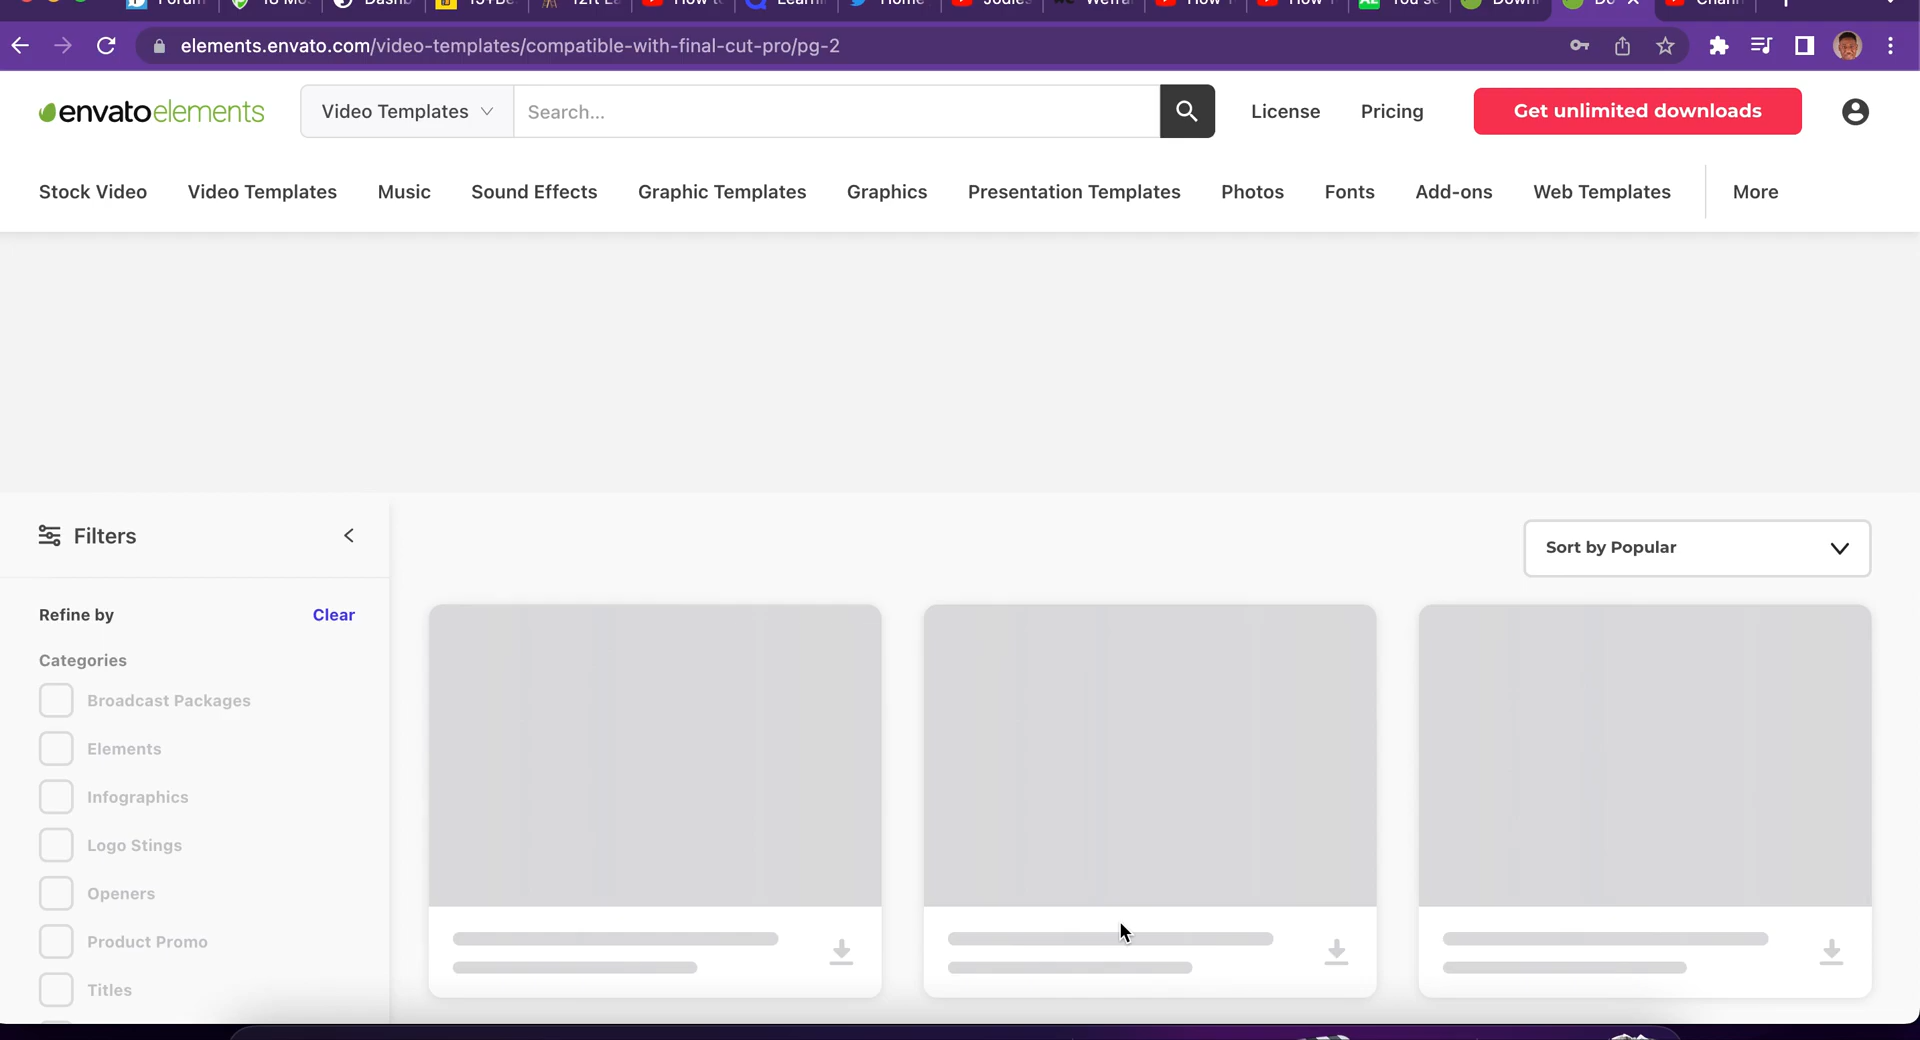 elements.envato.com/video-templates/compatible-with-final-cut-pro/pg-2
envatoelements
Video Templates
Search...
License
Pricing
Get unlimited downloads
Stock Video
Video Templates
Music
Sound Effects
Graphic Templates
Graphics
Presentation Templates
Photos
Fonts
Add-ons
Web Templates
More
Filters
Sort by Popular
Refine by
Clear
Categories
Broadcast Packages
Elements
Infographics
Logo Stings
Openers
Product Promo
Titles